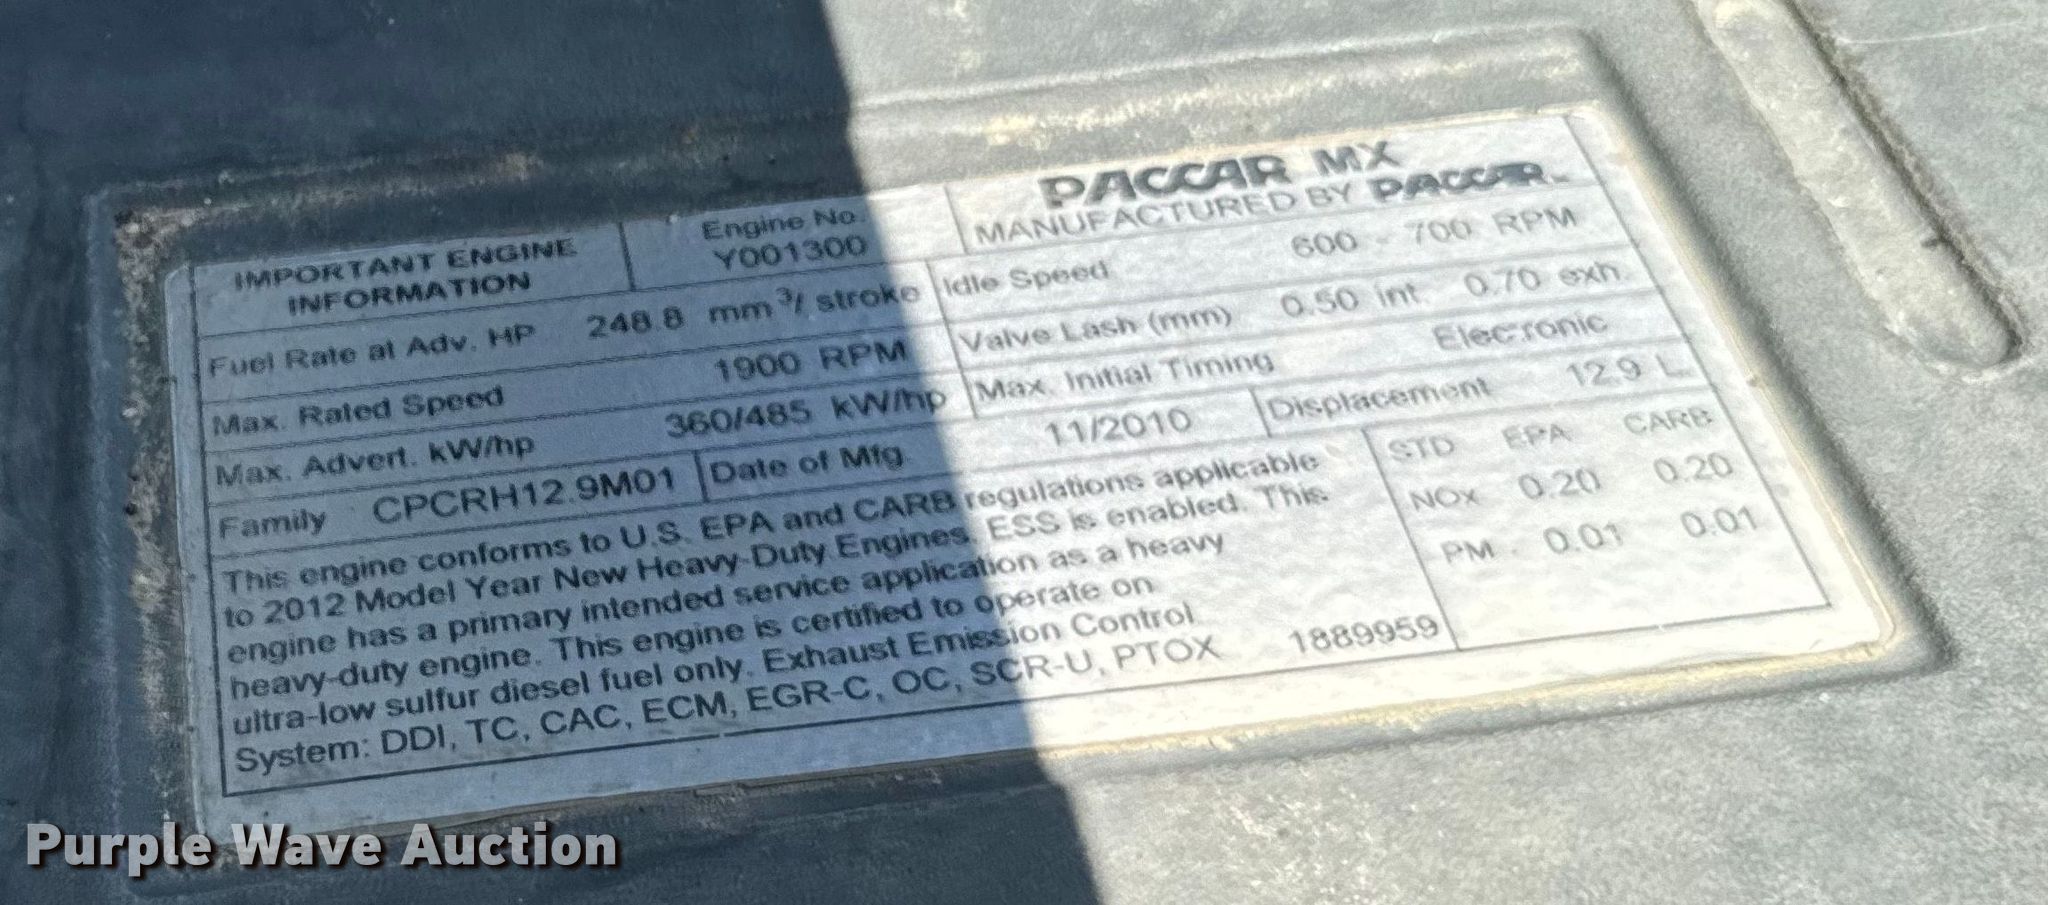 PACCAR MX
MANUFACTURED BY PACCAR
IMPORTANT ENGINE
INFORMATION
Engine No.
Y001300
Fuel Rate at Adv. HP 248.8 mm³/ stroke
Idle Speed 600 - 700 RPM
Max. Rated Speed 1900 RPM
Valve Lash (mm) 0.50 int. 0.70 exh.
Max. Advert. kW/hp 360/485 kW/hp
Max. Initial Timing Electronic
Family CPCRH12.9M01
Date of Mfg. 11/2010
Displacement 12.9 L
This engine conforms to U.S. EPA and CARB regulations applicable
to 2012 Model Year New Heavy-Duty Engines. ESS is enabled. This
engine has a primary intended service application as a heavy
heavy-duty engine. This engine is certified to operate on
ultra-low sulfur diesel fuel only. Exhaust Emission Control
System: DDI, TC, CAC, ECM, EGR-C, OC, SCR-U, PTOX 1889959
STD EPA CARB
NOx 0.20 0.20
PM 0.01 0.01
Purple Wave Auction